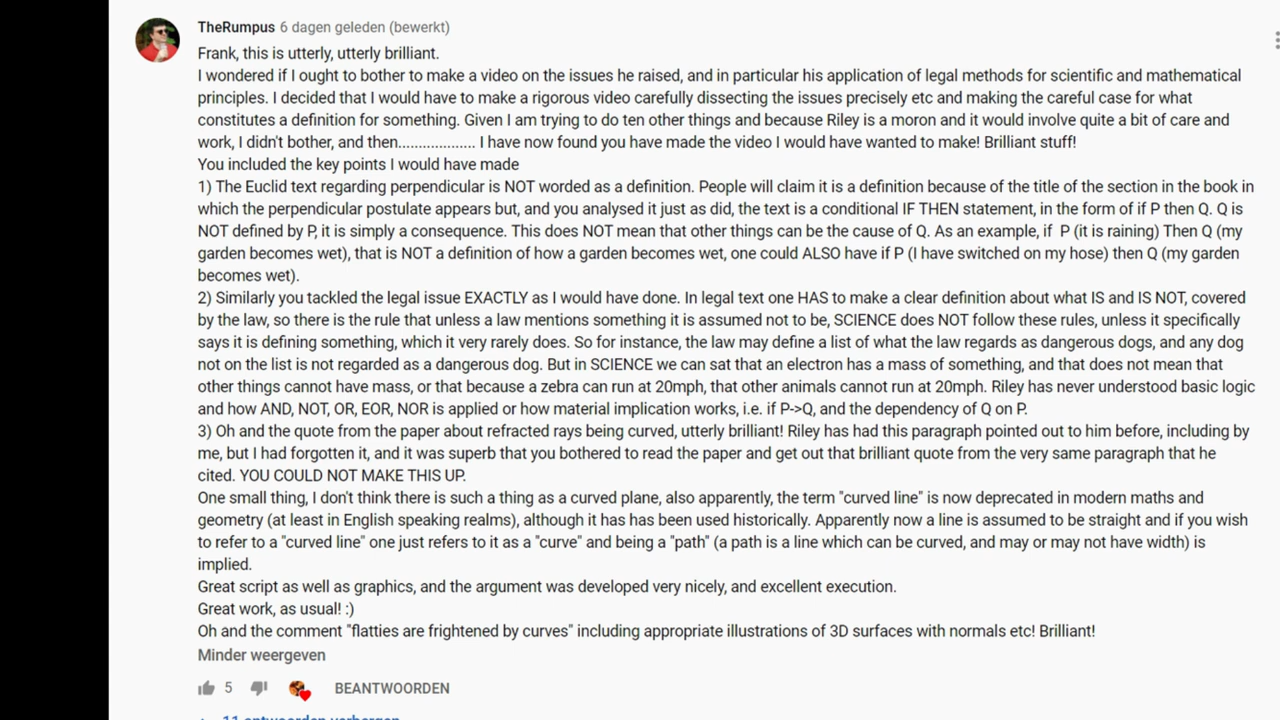 TheRumpus 6 dagen geleden (bewerkt)
Frank, this is utterly, utterly brilliant.
I wondered if I ought to bother to make a video on the issues he raised, and in particular his application of legal methods for scientific and mathematical
principles. I decided that I would have to make a rigorous video carefully dissecting the issues precisely etc and making the careful case for what
constitutes a definition for something. Given I am trying to do ten other things and because Riley is a moron and it would involve quite a bit of care and
work, I didn't bother, and then................... I have now found you have made the video I would have wanted to make! Brilliant stuff!
You included the key points I would have made
1) The Euclid text regarding perpendicular is NOT worded as a definition. People will claim it is a definition because of the title of the section in the book in
which the perpendicular postulate appears but, and you analysed it just as did, the text is a conditional IF THEN statement, in the form of if P then Q. Q is
NOT defined by P, it is simply a consequence. This does NOT mean that other things can be the cause of Q. As an example, if  P (it is raining) Then Q (my
garden becomes wet), that is NOT a definition of how a garden becomes wet, one could ALSO have if P (I have switched on my hose) then Q (my garden
becomes wet).
2) Similarly you tackled the legal issue EXACTLY as I would have done. In legal text one HAS to make a clear definition about what IS and IS NOT, covered
by the law, so there is the rule that unless a law mentions something it is assumed not to be, SCIENCE does NOT follow these rules, unless it specifically
says it is defining something, which it very rarely does. So for instance, the law may define a list of what the law regards as dangerous dogs, and any dog
not on the list is not regarded as a dangerous dog. But in SCIENCE we can sat that an electron has a mass of something, and that does not mean that
other things cannot have mass, or that because a zebra can run at 20mph, that other animals cannot run at 20mph. Riley has never understood basic logic
and how AND, NOT, OR, EOR, NOR is applied or how material implication works, i.e. if P->Q, and the dependency of Q on P.
3) Oh and the quote from the paper about refracted rays being curved, utterly brilliant! Riley has had this paragraph pointed out to him before, including by
me, but I had forgotten it, and it was superb that you bothered to read the paper and get out that brilliant quote from the very same paragraph that he
cited. YOU COULD NOT MAKE THIS UP.
One small thing, I don't think there is such a thing as a curved plane, also apparently, the term "curved line" is now deprecated in modern maths and
geometry (at least in English speaking realms), although it has has been used historically. Apparently now a line is assumed to be straight and if you wish
to refer to a "curved line" one just refers to it as a "curve" and being a "path" (a path is a line which can be curved, and may or may not have width) is
implied.
Great script as well as graphics, and the argument was developed very nicely, and excellent execution.
Great work, as usual! :)
Oh and the comment "flatties are frightened by curves" including appropriate illustrations of 3D surfaces with normals etc! Brilliant!
Minder weergeven
5 BEANTWOORDEN
11 antwoorden verbergen